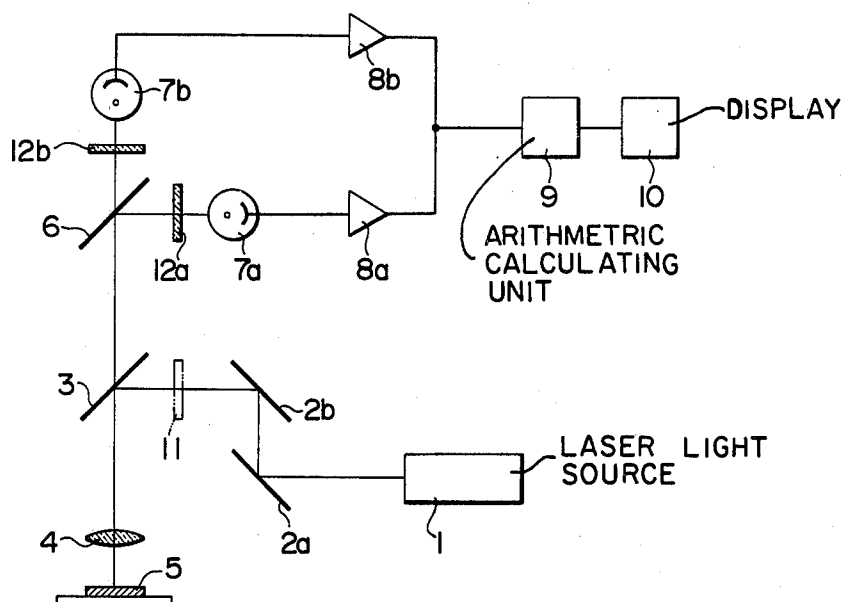 8b
7b
DISPLAY
12b
9
10
6
12a
7a
8a
ARITHMETRIC
CALCULATING
UNIT
3
11
2b
LASER LIGHT
SOURCE
2a
1
4
5